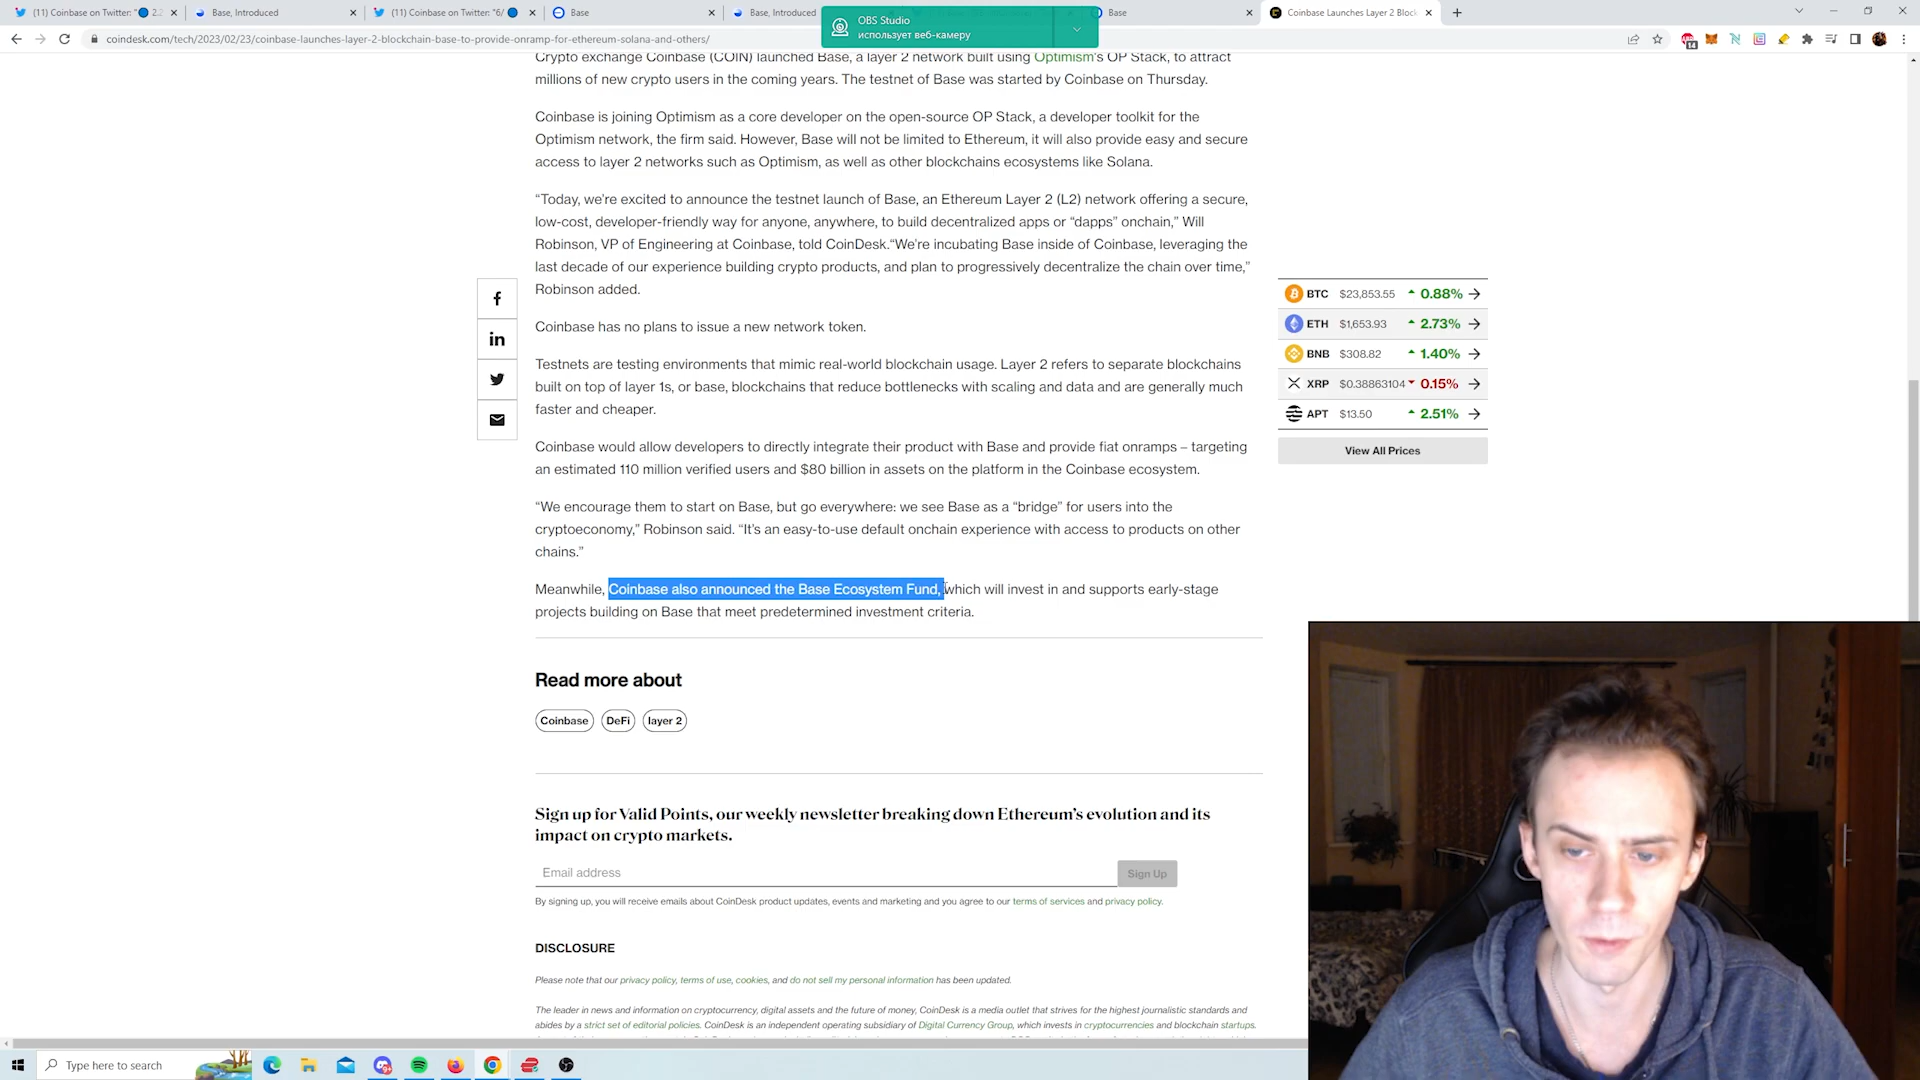 (11) Coinbase on Twitter: "🔵 2.2
Base, Introduced
(11) Coinbase on Twitter: "6/ 🔵
Base
Base, Introduced
Base
Coinbase Launches Layer 2 Block
OBS Studio
использует веб-камеру
coindesk.com/tech/2023/02/23/coinbase-launches-layer-2-blockchain-base-to-provide-onramp-for-ethereum-solana-and-others/
Crypto exchange Coinbase (COIN) launched Base, a layer 2 network built using Optimism's OP Stack, to attract
millions of new crypto users in the coming years. The testnet of Base was started by Coinbase on Thursday.
Coinbase is joining Optimism as a core developer on the open-source OP Stack, a developer toolkit for the
Optimism network, the firm said. However, Base will not be limited to Ethereum, it will also provide easy and secure
access to layer 2 networks such as Optimism, as well as other blockchains ecosystems like Solana.
“Today, we’re excited to announce the testnet launch of Base, an Ethereum Layer 2 (L2) network offering a secure,
low-cost, developer-friendly way for anyone, anywhere, to build decentralized apps or “dapps” onchain,” Will
Robinson, VP of Engineering at Coinbase, told CoinDesk.“We’re incubating Base inside of Coinbase, leveraging the
last decade of our experience building crypto products, and plan to progressively decentralize the chain over time,”
Robinson added.
Coinbase has no plans to issue a new network token.
Testnets are testing environments that mimic real-world blockchain usage. Layer 2 refers to separate blockchains
built on top of layer 1s, or base, blockchains that reduce bottlenecks with scaling and data and are generally much
faster and cheaper.
Coinbase would allow developers to directly integrate their product with Base and provide fiat onramps – targeting
an estimated 110 million verified users and $80 billion in assets on the platform in the Coinbase ecosystem.
“We encourage them to start on Base, but go everywhere: we see Base as a “bridge” for users into the
cryptoeconomy,” Robinson said. “It’s an easy-to-use default onchain experience with access to products on other
chains.”
Meanwhile, Coinbase also announced the Base Ecosystem Fund, which will invest in and supports early-stage
projects building on Base that meet predetermined investment criteria.
BTC $23,853.55 0.88%
ETH $1,653.93 2.73%
BNB $308.82 1.40%
XRP $0.38863104 0.15%
APT $13.50 2.51%
View All Prices
Read more about
Coinbase DeFi layer 2
Sign up for Valid Points, our weekly newsletter breaking down Ethereum’s evolution and its
impact on crypto markets.
Email address
Sign Up
By signing up, you will receive emails about CoinDesk product updates, events and marketing and you agree to our terms of services and privacy policy.
DISCLOSURE
Please note that our privacy policy, terms of use, cookies, and do not sell my personal information has been updated.
The leader in news and information on cryptocurrency, digital assets and the future of money, CoinDesk is a media outlet that strives for the highest journalistic standards and
abides by a strict set of editorial policies. CoinDesk is an independent operating subsidiary of Digital Currency Group, which invests in cryptocurrencies and blockchain startups.
Type here to search